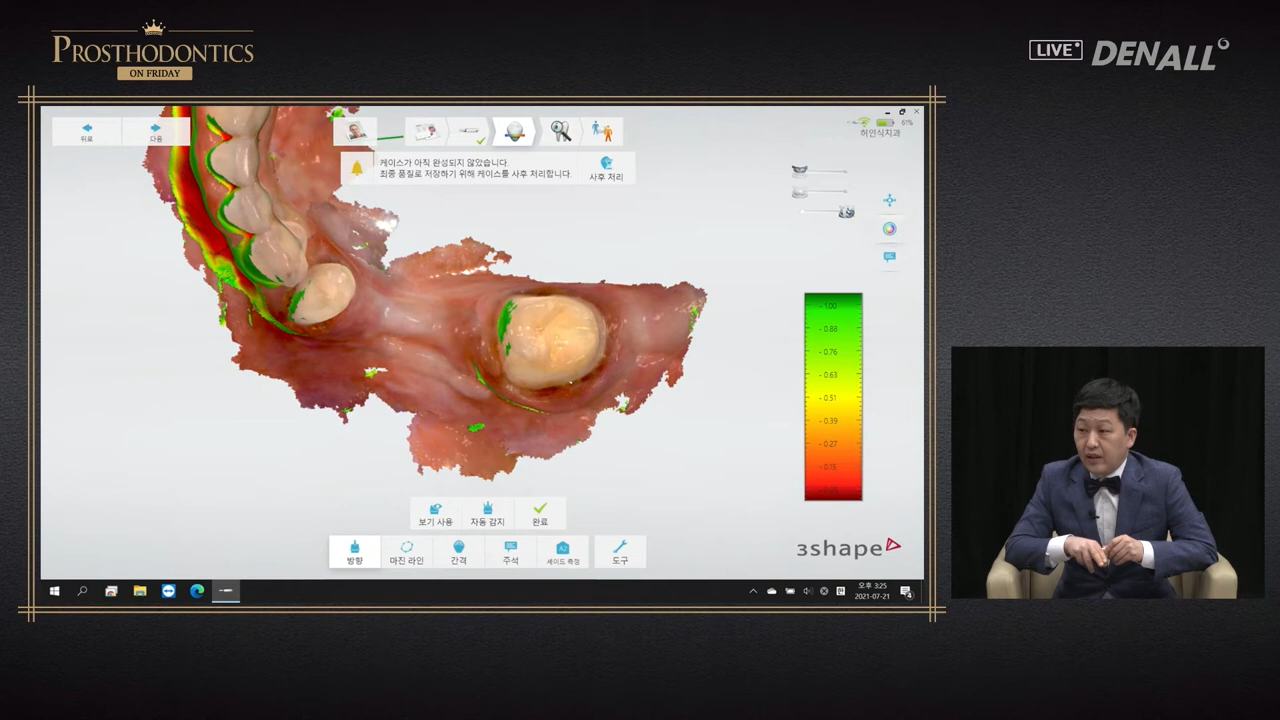 PROSTHODONTICS
ON FRIDAY
LIVE
DENALL
뒤로
다음
61%
허인식치과
케이스가 아직 완성되지 않았습니다.
최종 품질로 저장하기 위해 케이스를 사후 처리합니다.
사후 처리
1.00
0.88
0.76
0.63
0.51
0.39
0.27
0.15
보기 사용
자동 감지
완료
방향
마진 라인
간격
주석
A2
셰이드 측정
도구
3shape
오후 3:25
2021-07-21